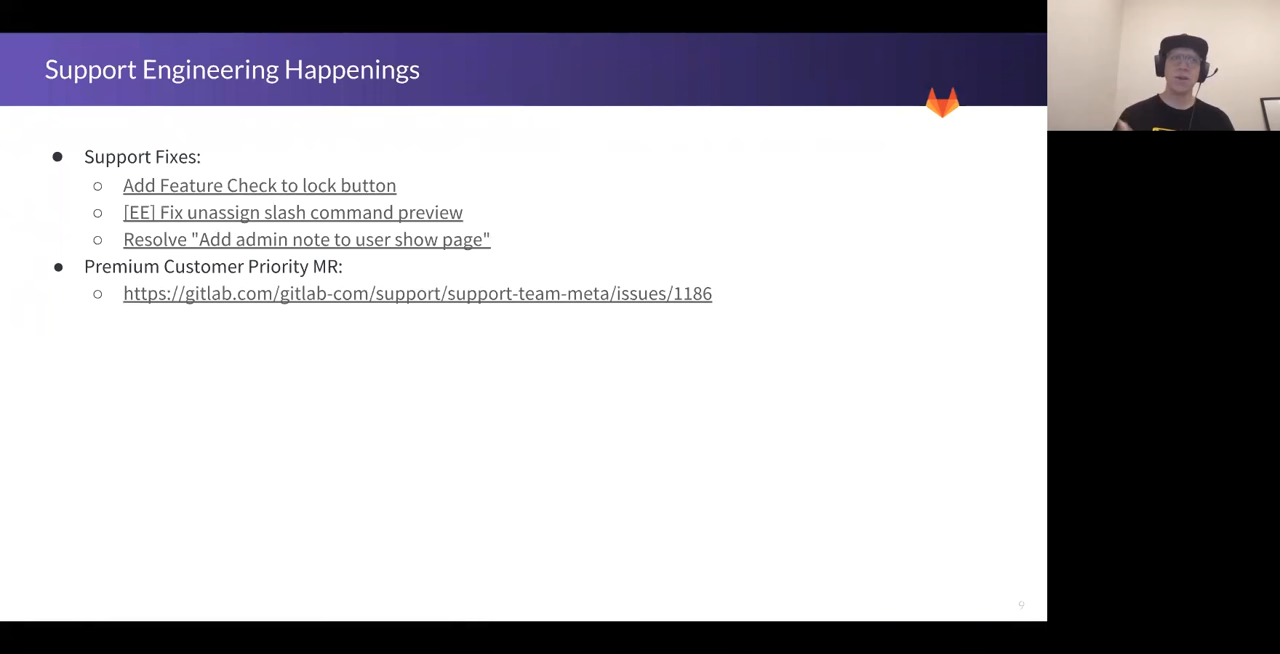 Support Engineering Happenings
● Support Fixes:
○ Add Feature Check to lock button
○ [EE] Fix unassign slash command preview
○ Resolve "Add admin note to user show page"
● Premium Customer Priority MR:
○ https://gitlab.com/gitlab-com/support/support-team-meta/issues/1186
9